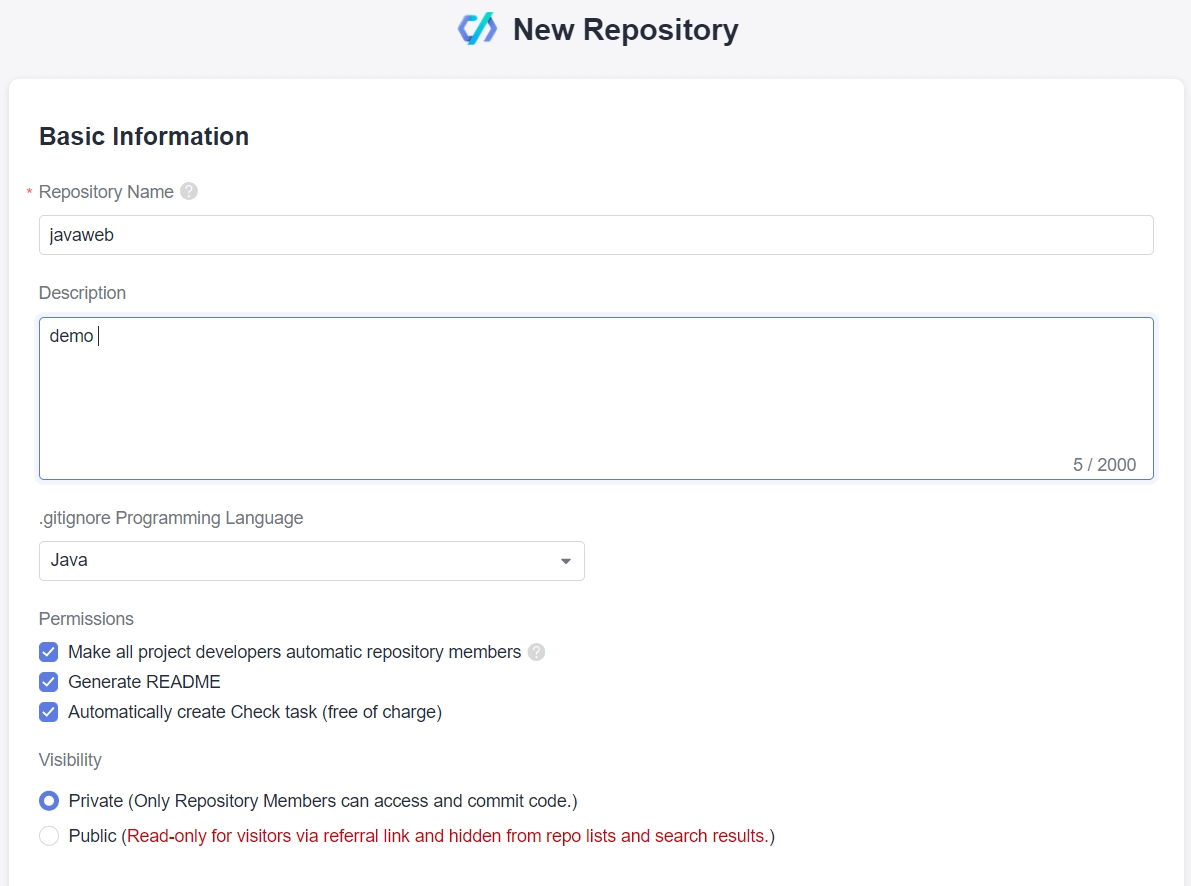 New Repository
Basic Information
* Repository Name ?
javaweb
Description
demo
5 / 2000
.gitignore Programming Language
Java
Permissions
Make all project developers automatic repository members ?
Generate README
Automatically create Check task (free of charge)
Visibility
Private (Only Repository Members can access and commit code.)
Public (Read-only for visitors via referral link and hidden from repo lists and search results.)